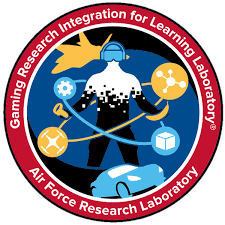 Gaming Research Integration for Learning Laboratory®
Air Force Research Laboratory